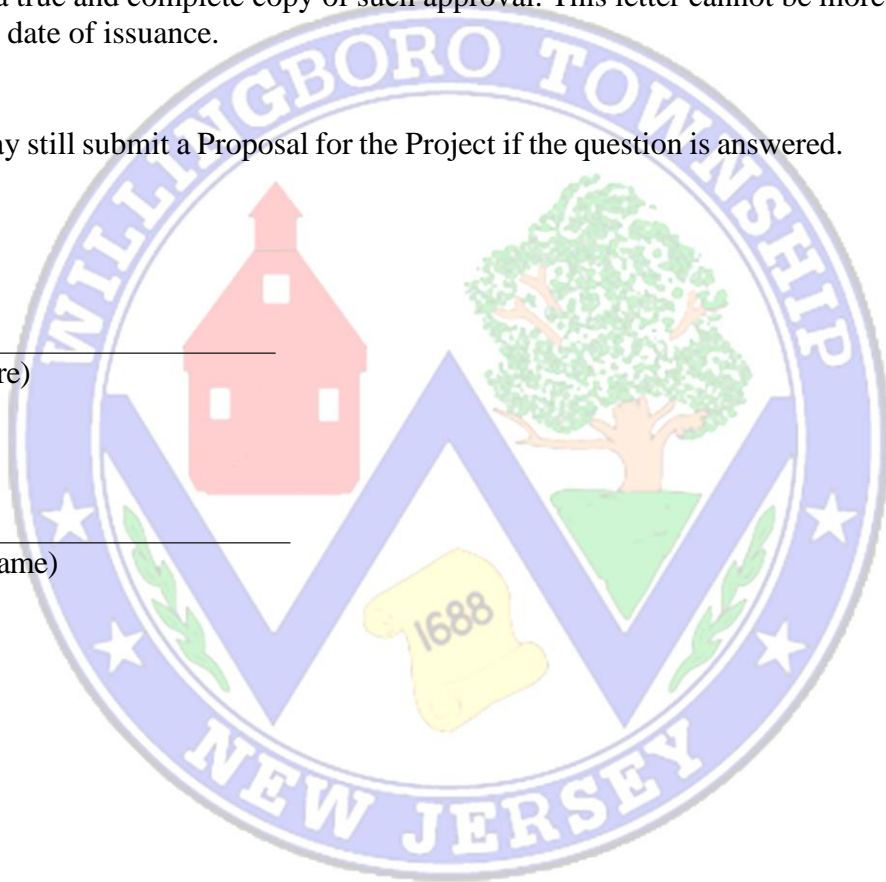 true and complete copy of such approval. This letter cannot be more
date of issuance.
ay still submit a Proposal for the Project if the question is answered.
re)
ame)
WILLINGBORO TOWNSHIP
1688
NEW JERSEY